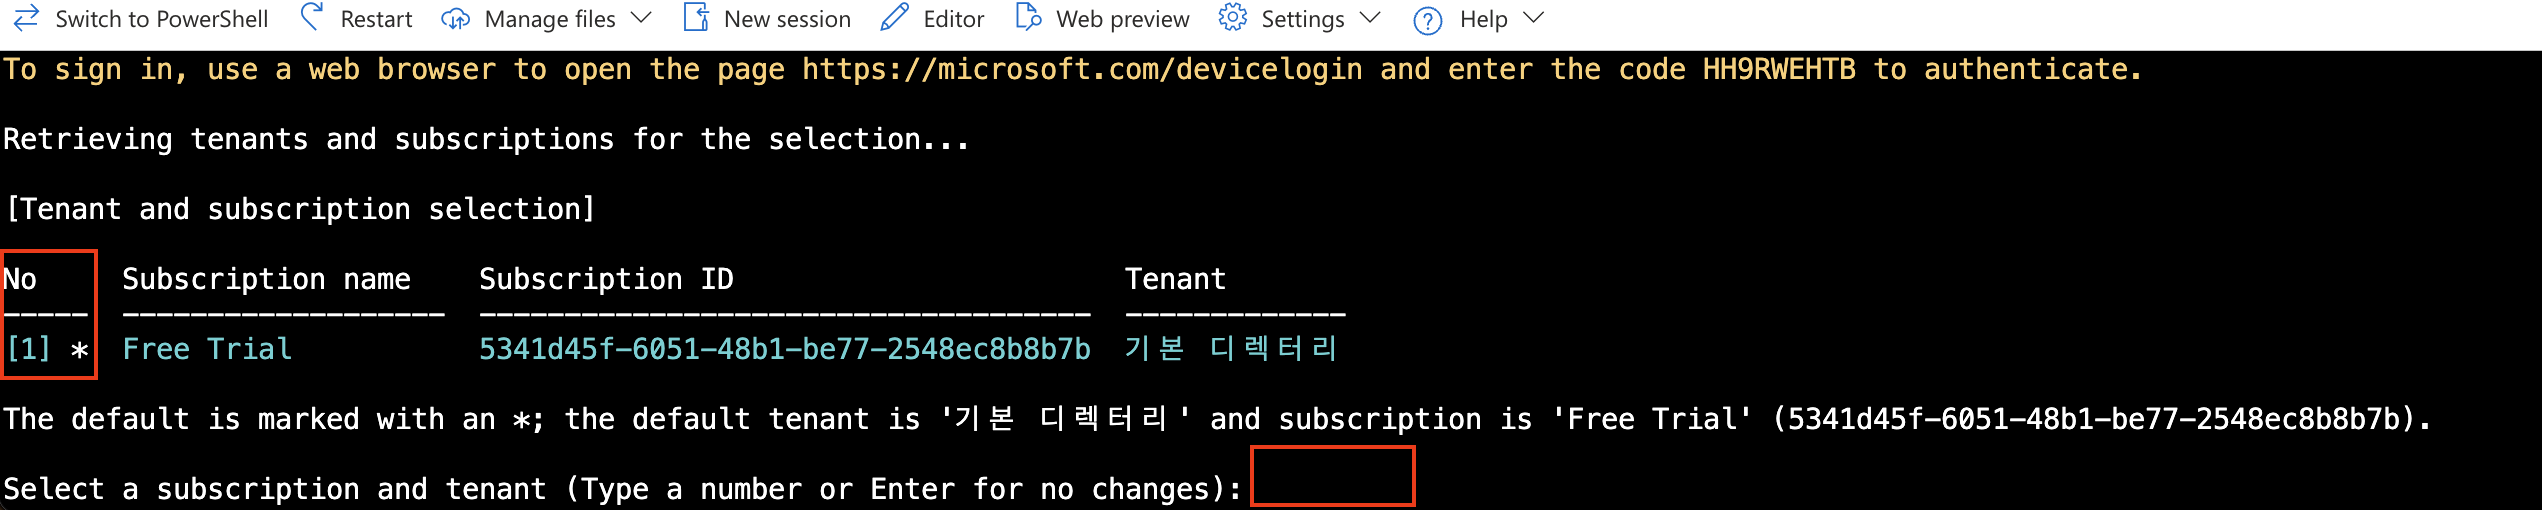 Switch to PowerShell Restart Manage files New session Editor Web preview Settings Help
To sign in, use a web browser to open the page https://microsoft.com/devicelogin and enter the code HH9RWEHTB to authenticate.
Retrieving tenants and subscriptions for the selection...
[Tenant and subscription selection]
No Subscription name Subscription ID Tenant
----- ------------------- ------------------------------------ -------------
[1] * Free Trial 5341d45f-6051-48b1-be77-2548ec8b8b7b 기본 디렉터리
The default is marked with an *; the default tenant is '기본 디렉터리' and subscription is 'Free Trial' (5341d45f-6051-48b1-be77-2548ec8b8b7b).
Select a subscription and tenant (Type a number or Enter for no changes):